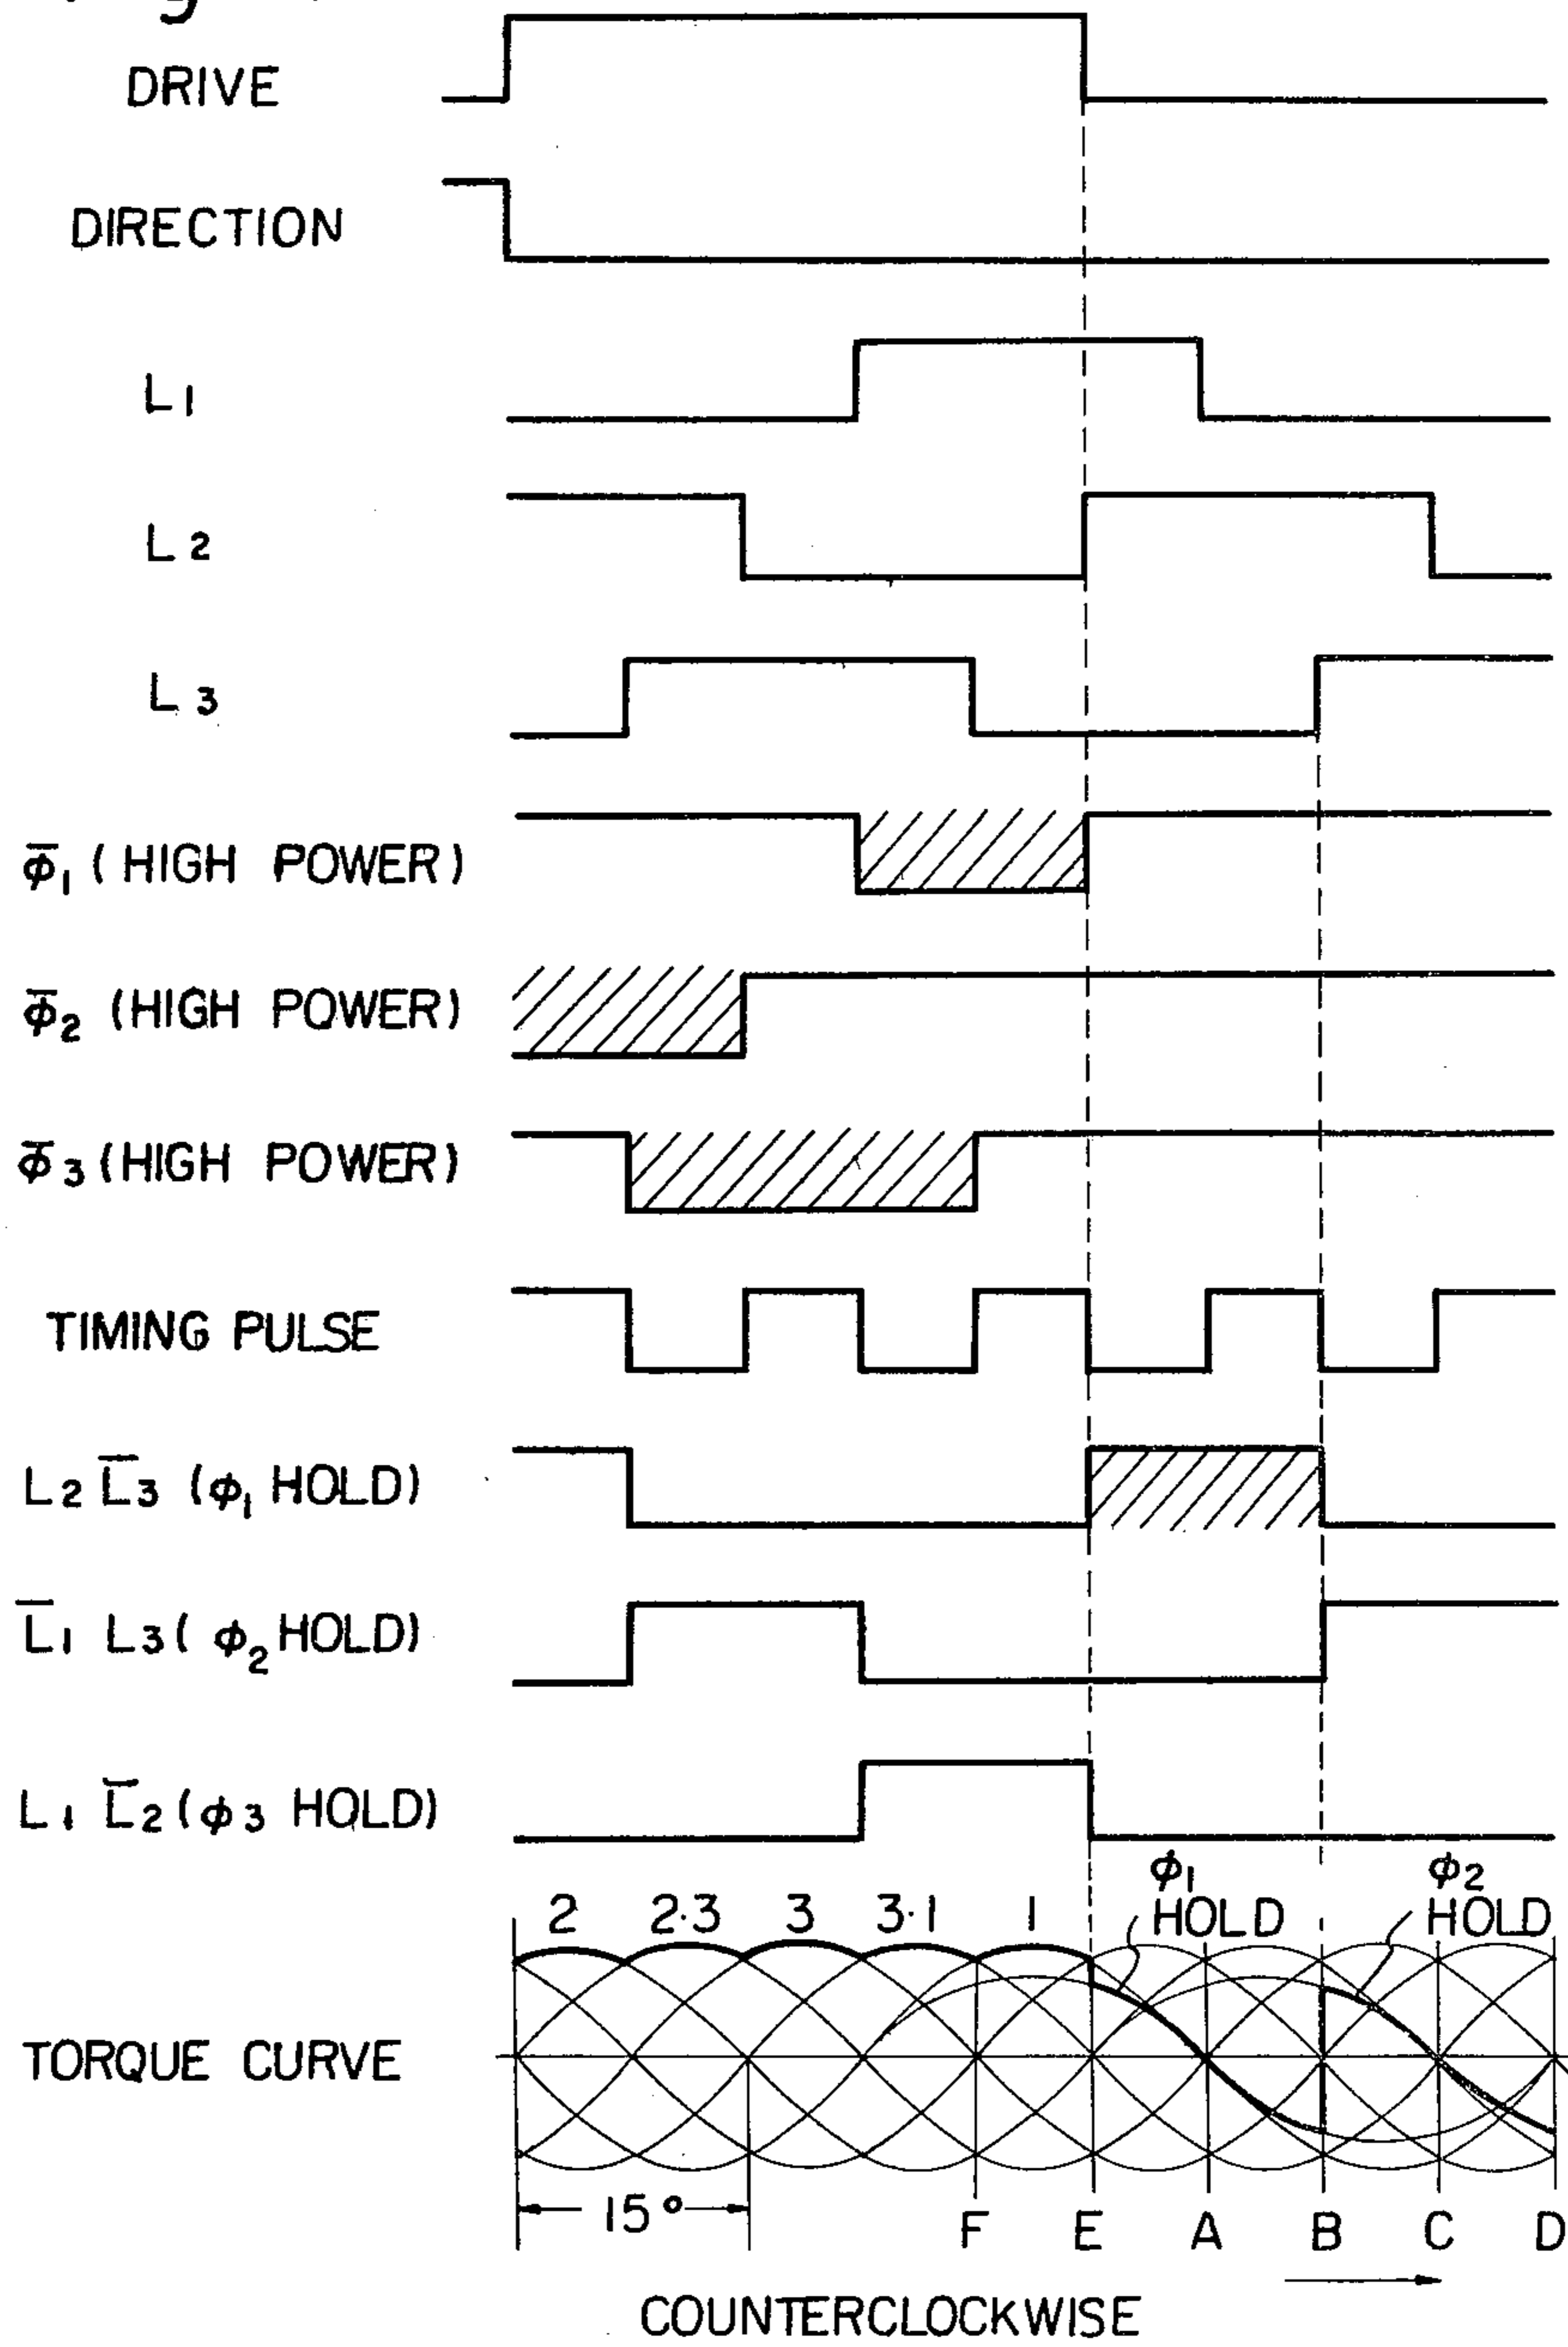 DRIVE
DIRECTION
L1
L2
L3
ϕ̅1 (HIGH POWER)
ϕ̅2 (HIGH POWER)
ϕ̅3 (HIGH POWER)
TIMING PULSE
L2 L̅3 (ϕ1 HOLD)
L̅1 L3 (ϕ2 HOLD)
L1 L̅2 (ϕ3 HOLD)
2 2·3 3 3·1 1
ϕ1 HOLD
ϕ2 HOLD
TORQUE CURVE
15°
F E A B C D
COUNTERCLOCKWISE